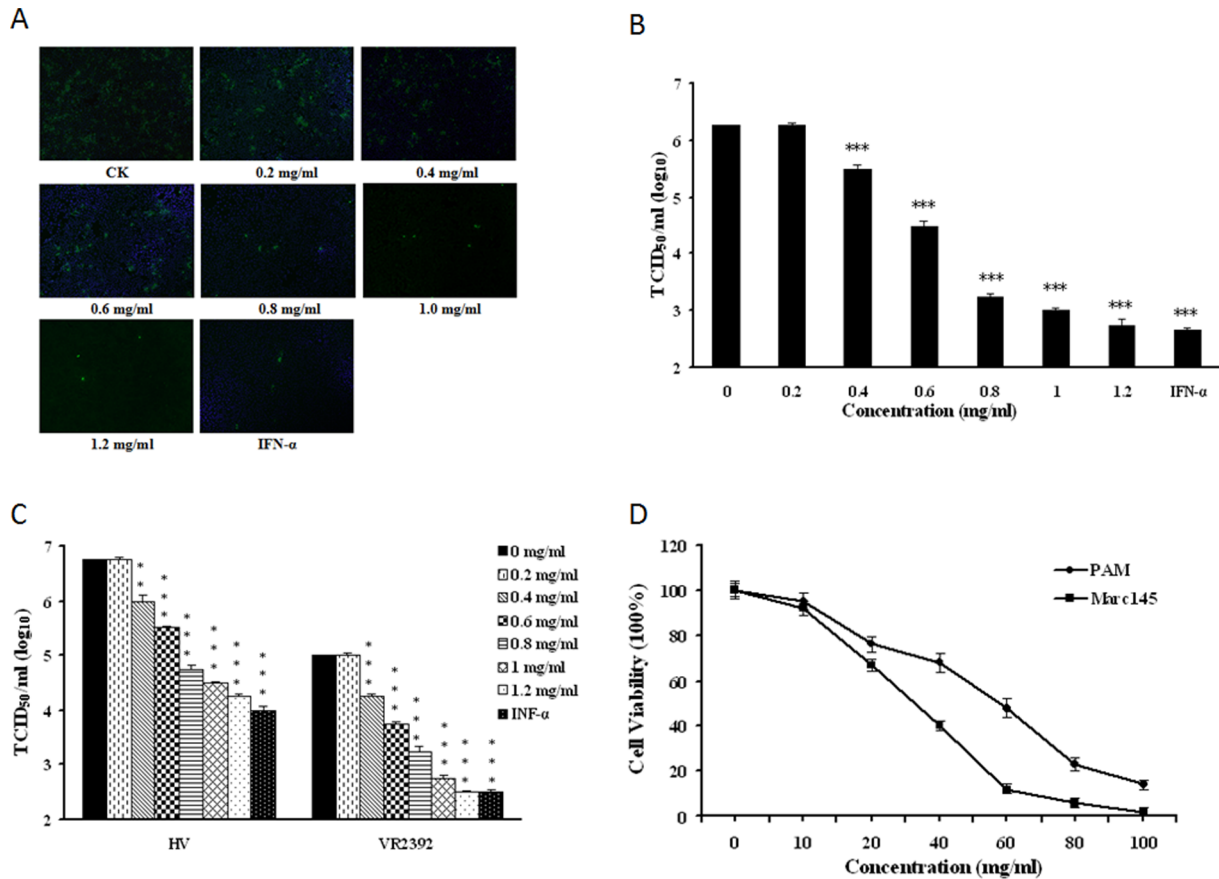 A
CK
0.2 mg/ml
0.4 mg/ml
0.6 mg/ml
0.8 mg/ml
1.0 mg/ml
1.2 mg/ml
IFN-α
B
TCID50/ml (log10)
7
6
5
4
3
2
***
***
***
***
***
***
0
0.2
0.4
0.6
0.8
1
1.2
IFN-α
Concentration (mg/ml)
C
TCID50/ml (log10)
7
6
5
4
3
2
**
***
***
***
***
***
***
***
***
***
***
***
HV
VR2392
0 mg/ml
0.2 mg/ml
0.4 mg/ml
0.6 mg/ml
0.8 mg/ml
1 mg/ml
1.2 mg/ml
INF-α
D
Cell Viability (100%)
120
100
80
60
40
20
0
PAM
Marc145
0
10
20
40
60
80
100
Concentration (mg/ml)